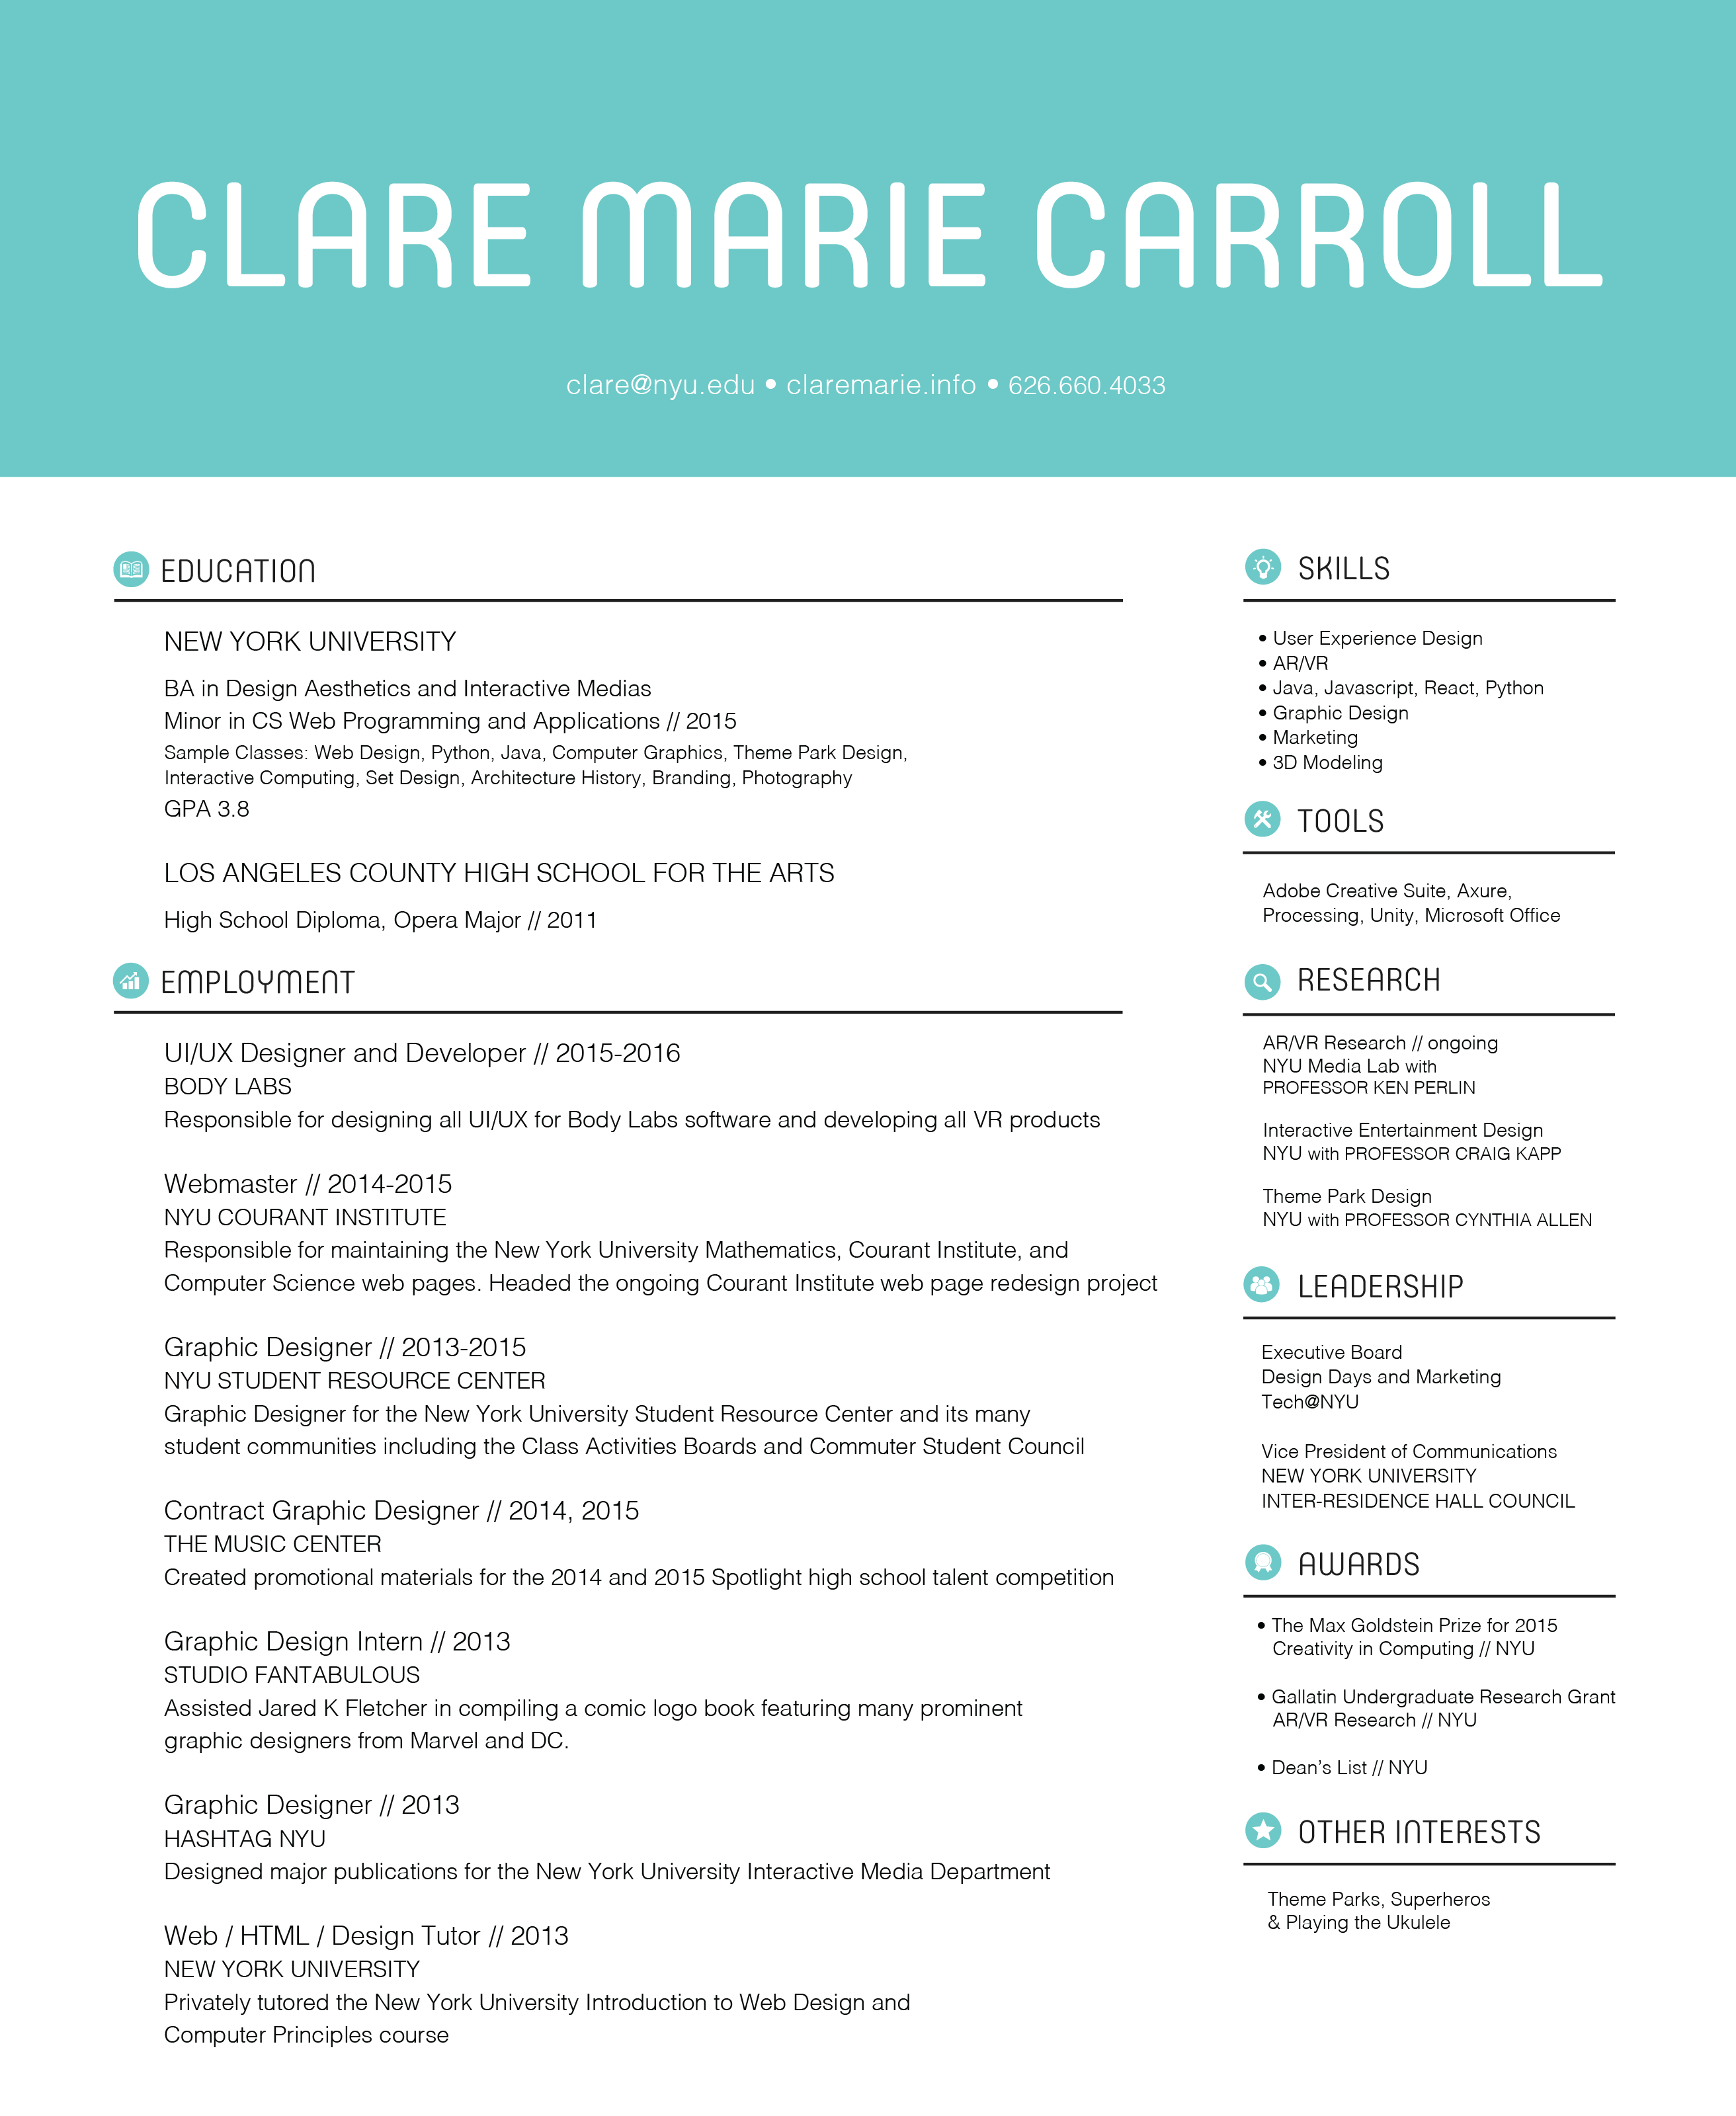 CLARE MARIE CARROLL
clare@nyu.edu • claremarie.info • 626.660.4033
EDUCATION
NEW YORK UNIVERSITY
BA in Design Aesthetics and Interactive Medias
Minor in CS Web Programming and Applications // 2015
Sample Classes: Web Design, Python, Java, Computer Graphics, Theme Park Design,
Interactive Computing, Set Design, Architecture History, Branding, Photography
GPA 3.8
LOS ANGELES COUNTY HIGH SCHOOL FOR THE ARTS
High School Diploma, Opera Major // 2011
EMPLOYMENT
UI/UX Designer and Developer // 2015-2016
BODY LABS
Responsible for designing all UI/UX for Body Labs software and developing all VR products
Webmaster // 2014-2015
NYU COURANT INSTITUTE
Responsible for maintaining the New York University Mathematics, Courant Institute, and
Computer Science web pages. Headed the ongoing Courant Institute web page redesign project
Graphic Designer // 2013-2015
NYU STUDENT RESOURCE CENTER
Graphic Designer for the New York University Student Resource Center and its many
student communities including the Class Activities Boards and Commuter Student Council
Contract Graphic Designer // 2014, 2015
THE MUSIC CENTER
Created promotional materials for the 2014 and 2015 Spotlight high school talent competition
Graphic Design Intern // 2013
STUDIO FANTABULOUS
Assisted Jared K Fletcher in compiling a comic logo book featuring many prominent
graphic designers from Marvel and DC.
Graphic Designer // 2013
HASHTAG NYU
Designed major publications for the New York University Interactive Media Department
Web / HTML / Design Tutor // 2013
NEW YORK UNIVERSITY
Privately tutored the New York University Introduction to Web Design and
Computer Principles course
SKILLS
• User Experience Design
• AR/VR
• Java, Javascript, React, Python
• Graphic Design
• Marketing
• 3D Modeling
TOOLS
Adobe Creative Suite, Axure,
Processing, Unity, Microsoft Office
RESEARCH
AR/VR Research // ongoing
NYU Media Lab with
PROFESSOR KEN PERLIN
Interactive Entertainment Design
NYU with PROFESSOR CRAIG KAPP
Theme Park Design
NYU with PROFESSOR CYNTHIA ALLEN
LEADERSHIP
Executive Board
Design Days and Marketing
Tech@NYU
Vice President of Communications
NEW YORK UNIVERSITY
INTER-RESIDENCE HALL COUNCIL
AWARDS
• The Max Goldstein Prize for 2015
Creativity in Computing // NYU
• Gallatin Undergraduate Research Grant
AR/VR Research // NYU
• Dean's List // NYU
OTHER INTERESTS
Theme Parks, Superheros
& Playing the Ukulele